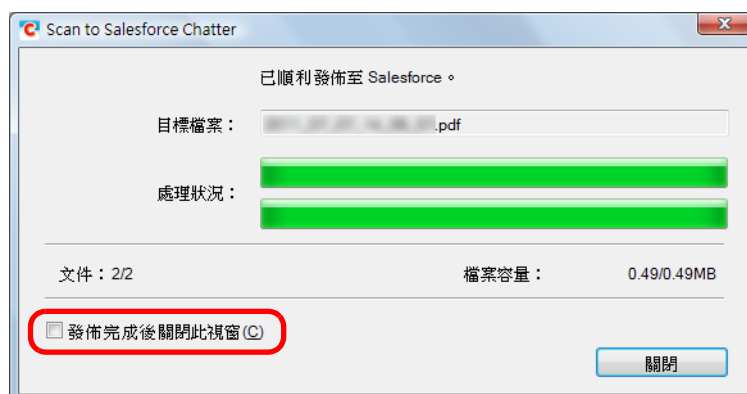 Scan to Salesforce Chatter
已順利發佈至 Salesforce。
目標檔案： .pdf
處理狀況：
文件：2/2 檔案容量： 0.49/0.49MB
發佈完成後關閉此視窗(C)
關閉